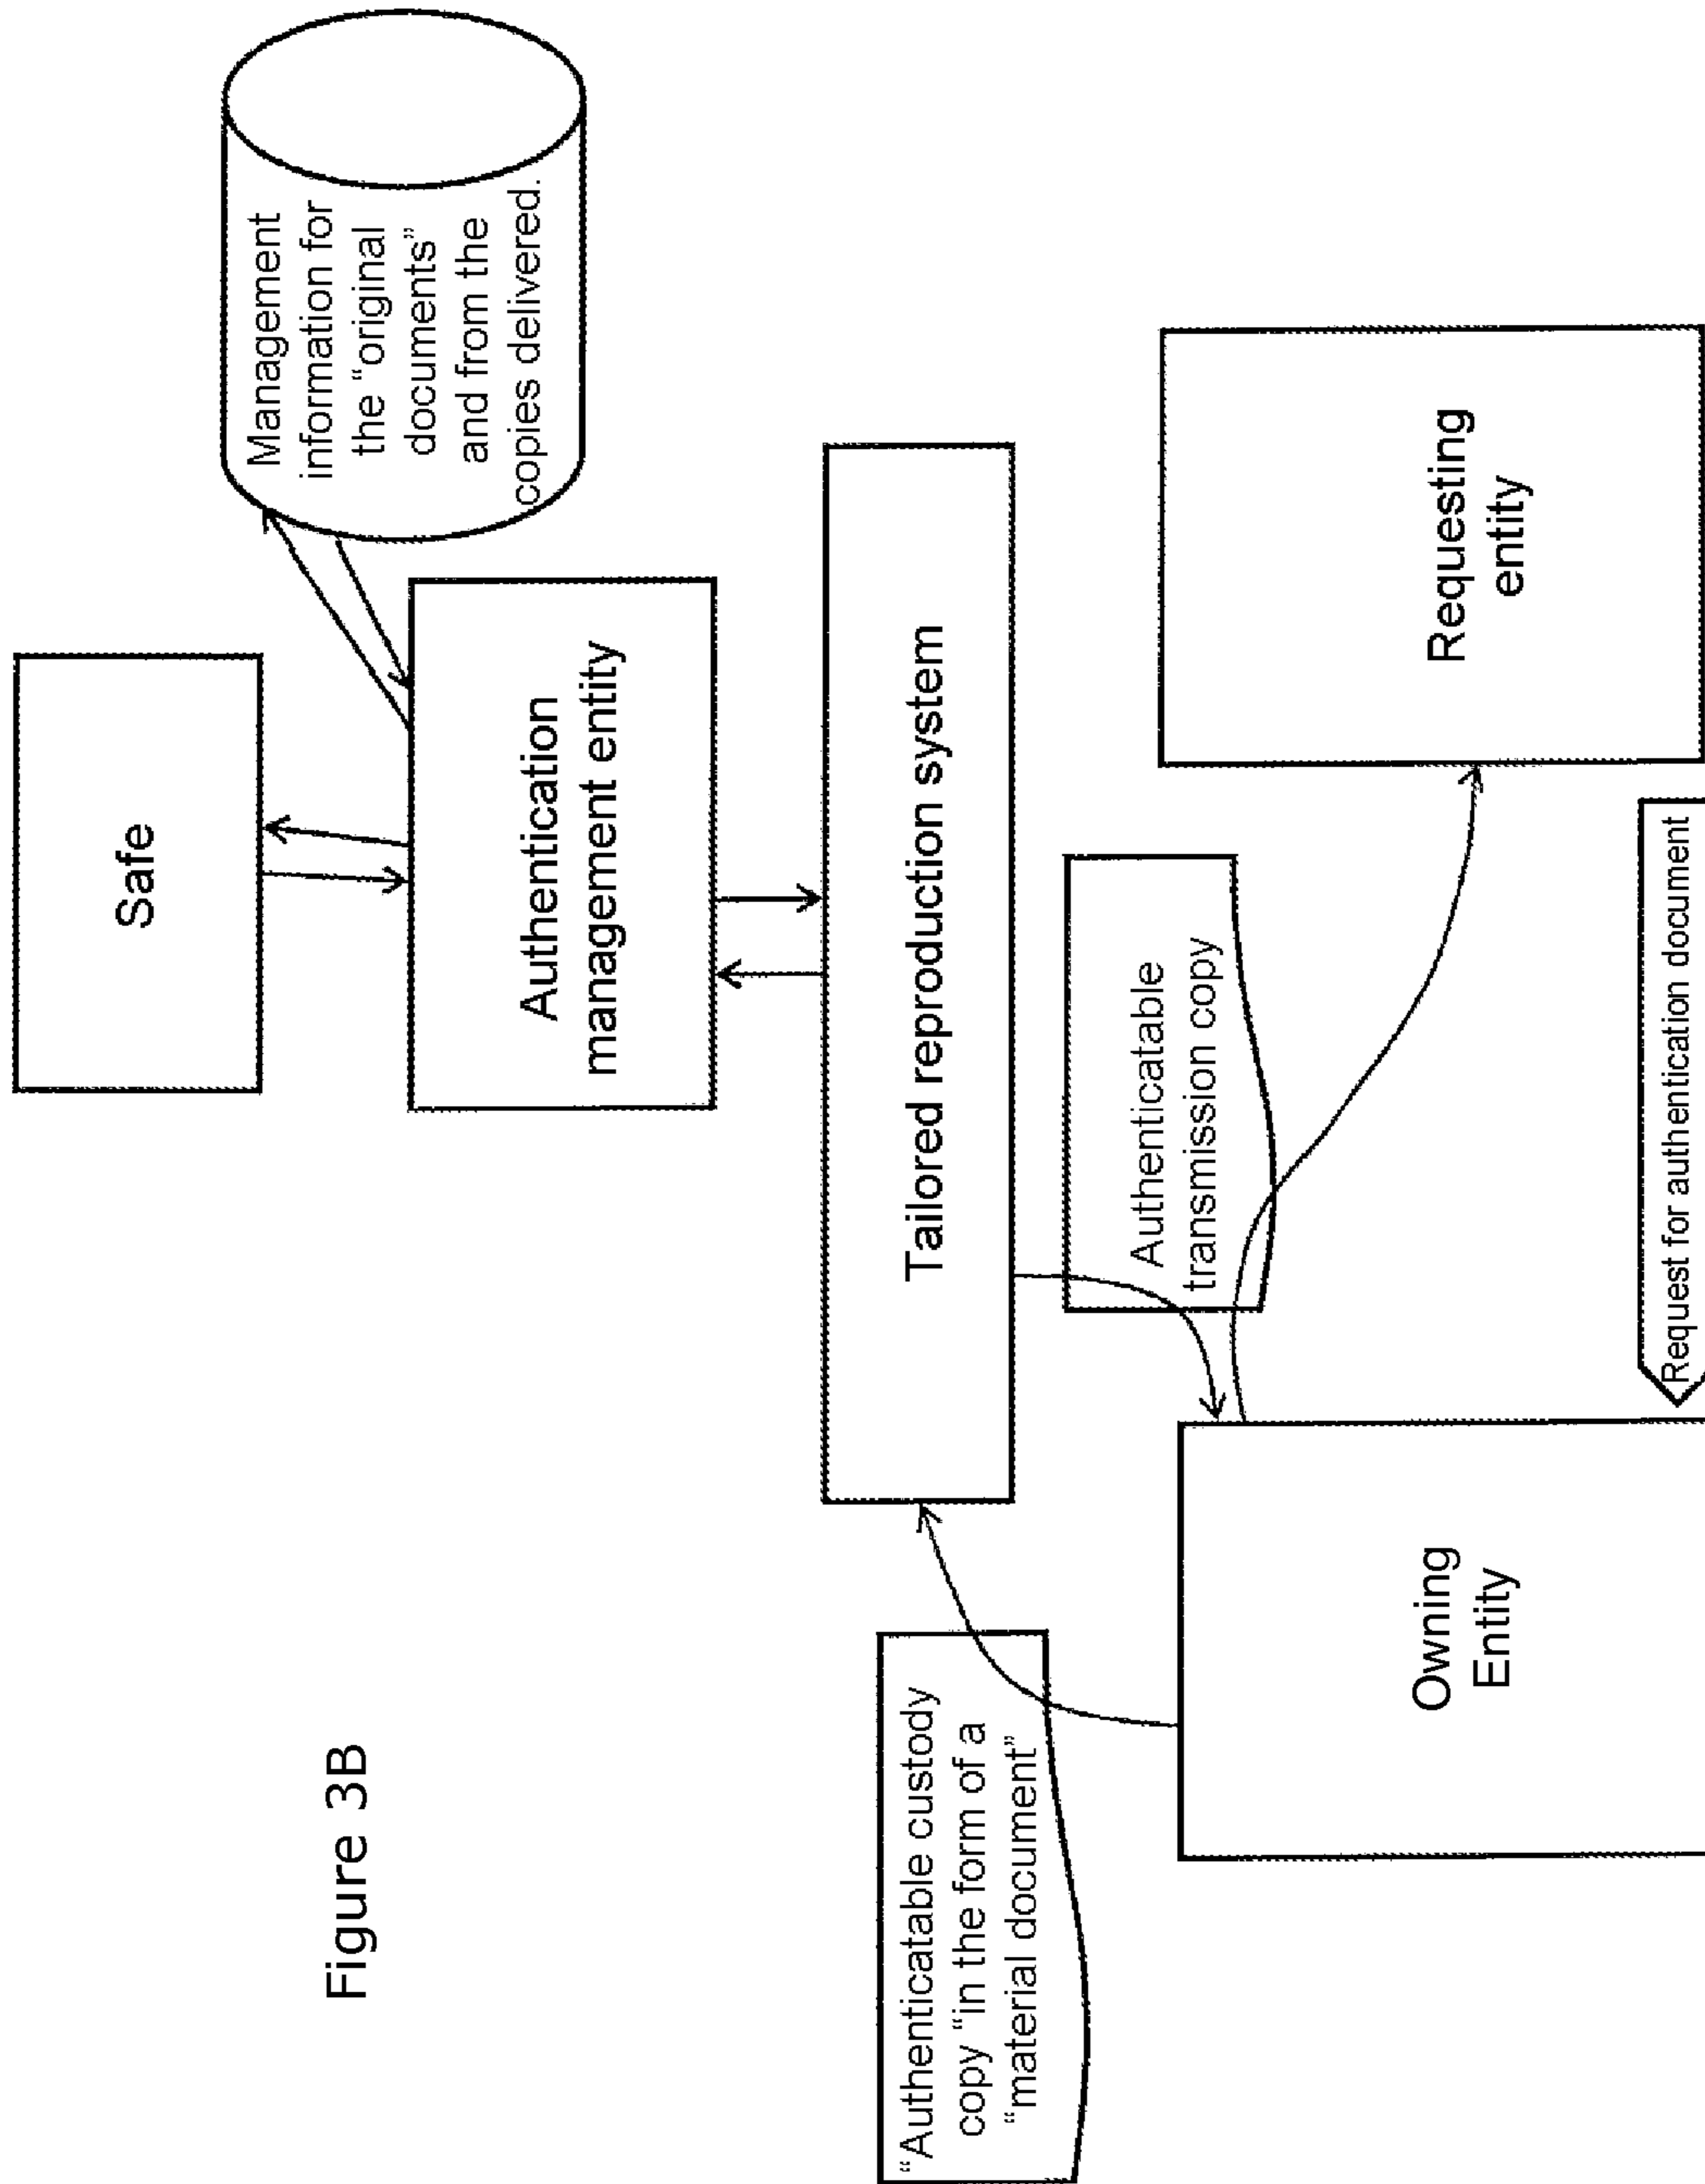 Figure 3B
Safe
Management
information for
the “original
documents”
and from the
copies delivered.
Authentication
management entity
Tailored reproduction system
“Authenticatable custody
copy “in the form of a
“material document”
Authenticatable
transmission copy
Owning
Entity
Requesting
entity
Request for authentication document